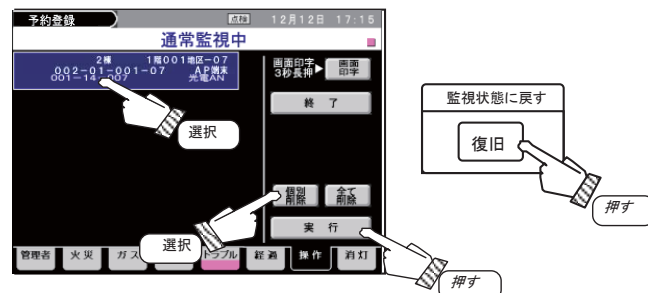 予約登録 点検 12月12日 17:15
通常監視中
2棟 1階001地区-07
002-01-001-07 AP端末
001-14-007 光電AN
画面印字▶
3秒長押
画面
印字
終 了
選択
個別
削除
全て
削除
実 行
選択
押す
管理者 火災 ガス トラブル 経過 操作 消灯
監視状態に戻す
復旧
押す